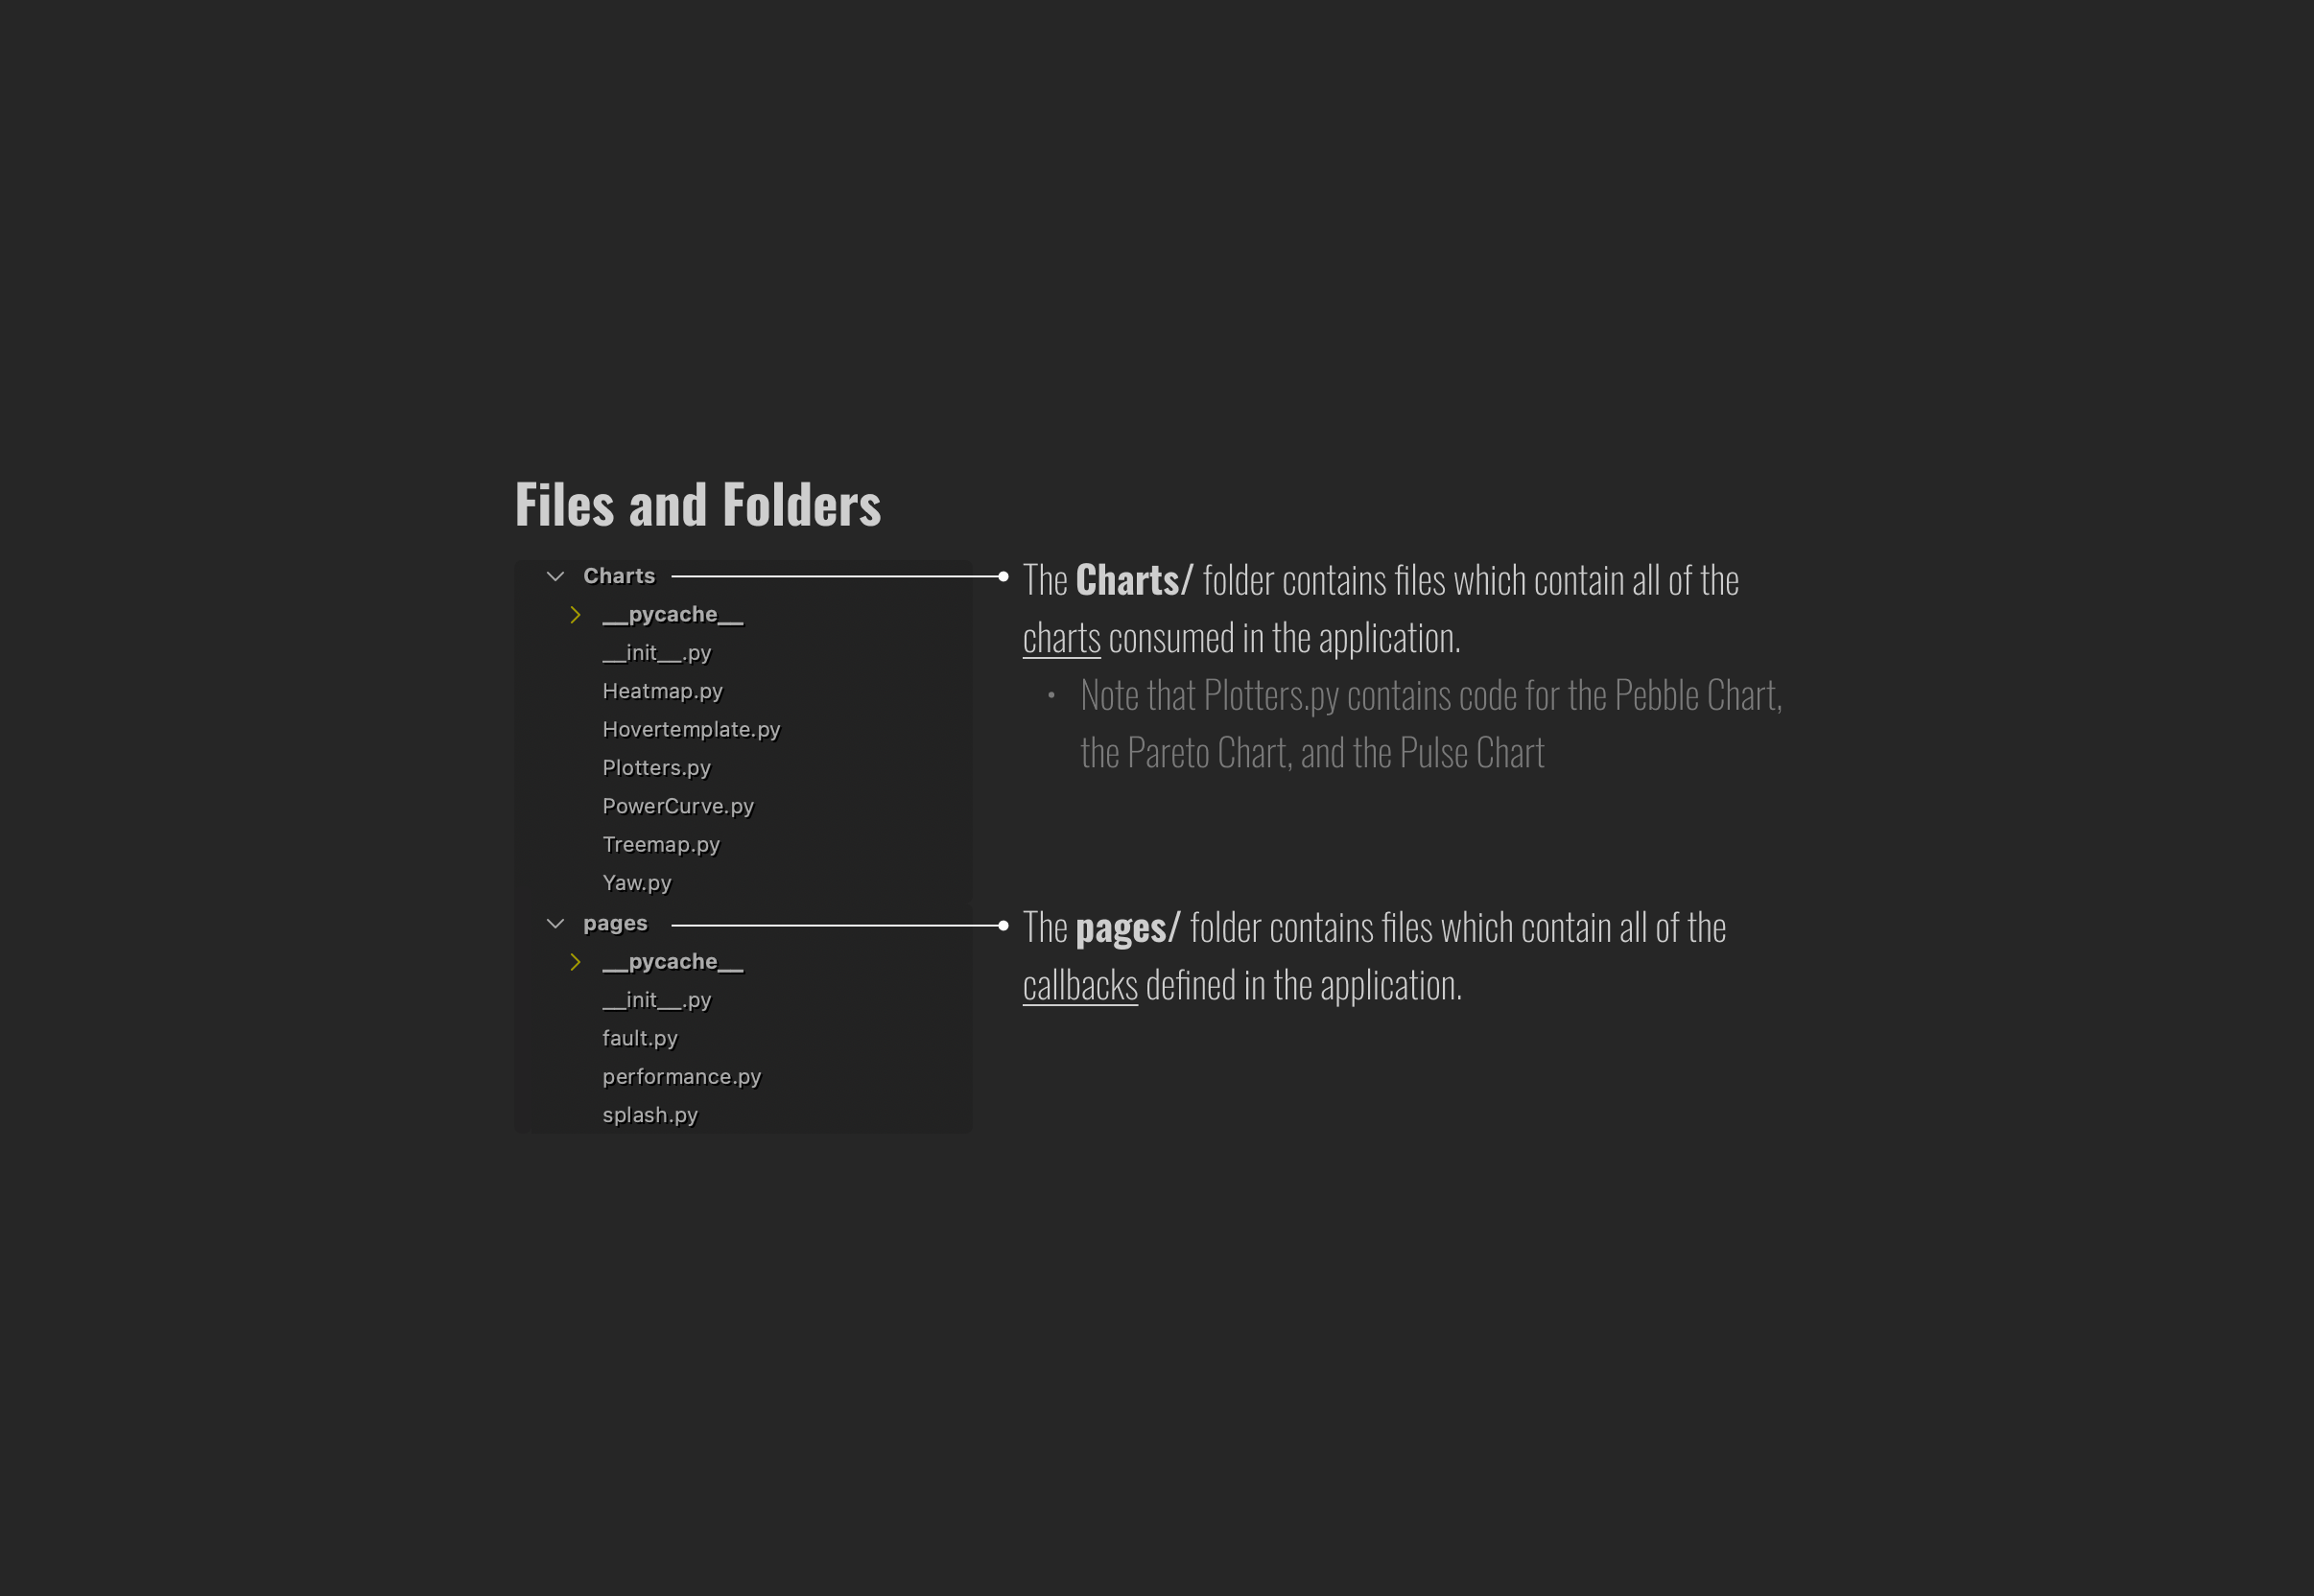 Files and Folders
Charts
__pycache__
__init__.py
Heatmap.py
Hovertemplate.py
Plotters.py
PowerCurve.py
Treemap.py
Yaw.py
The Charts/ folder contains files which contain all of the
charts consumed in the application.
• Note that Plotters.py contains code for the Pebble Chart,
the Pareto Chart, and the Pulse Chart
pages
__pycache__
__init__.py
fault.py
performance.py
splash.py
The pages/ folder contains files which contain all of the
callbacks defined in the application.